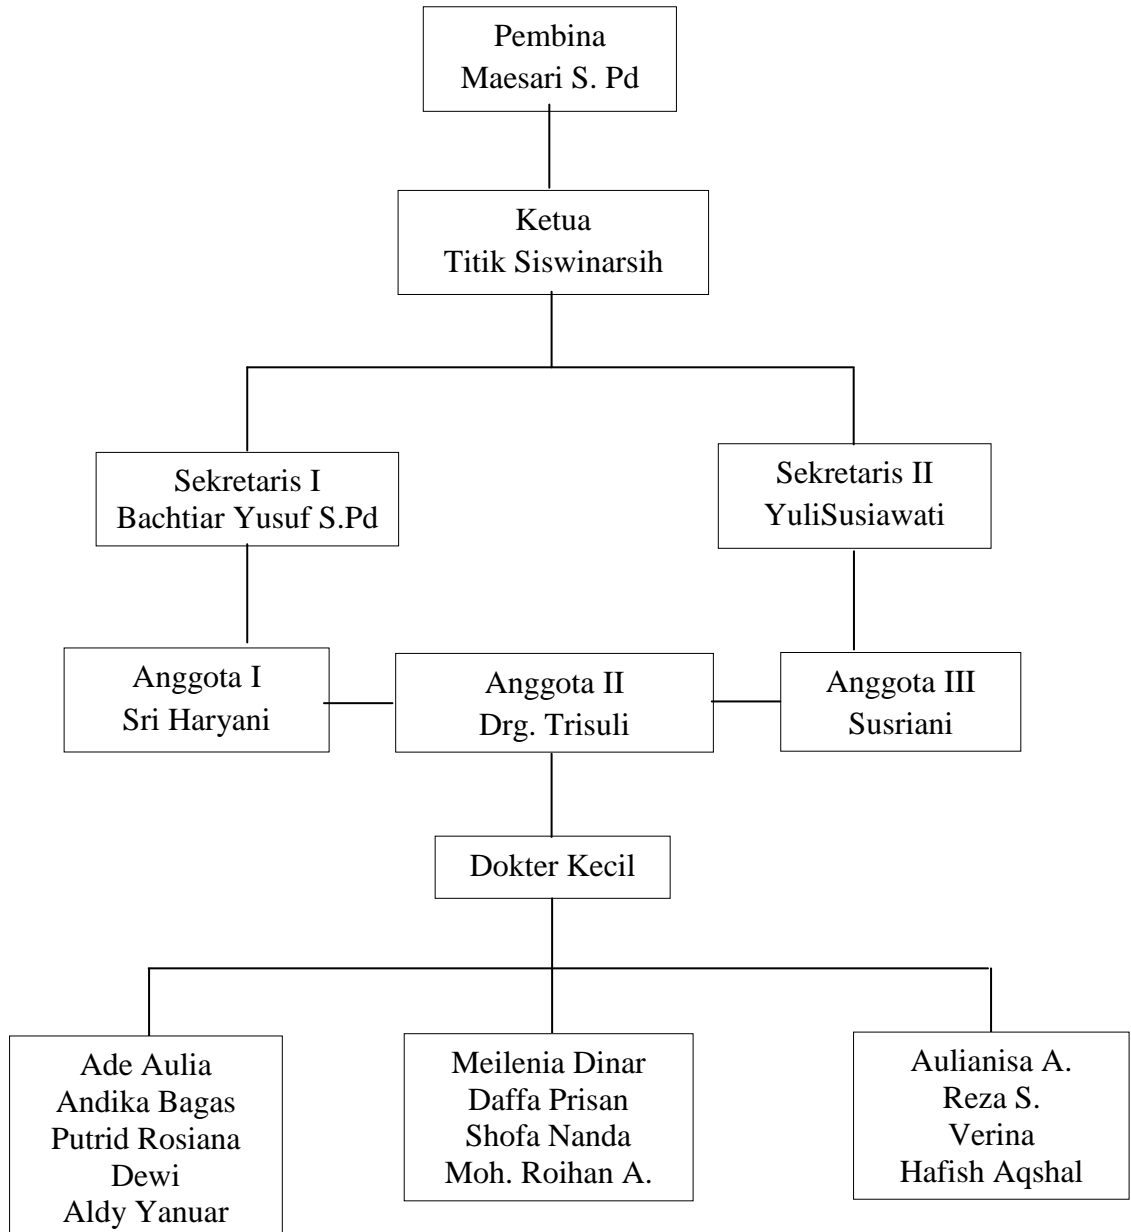 Pembina
Maesari S. Pd
Ketua
Titik Siswinarsih
Sekretaris I
Bachtiar Yusuf S.Pd
Sekretaris II
YuliSusiawati
Anggota I
Sri Haryani
Anggota II
Drg. Trisuli
Anggota III
Susriani
Dokter Kecil
Ade Aulia
Andika Bagas
Putrid Rosiana
Dewi
Aldy Yanuar
Meilenia Dinar
Daffa Prisan
Shofa Nanda
Moh. Roihan A.
Aulianisa A.
Reza S.
Verina
Hafish Aqshal